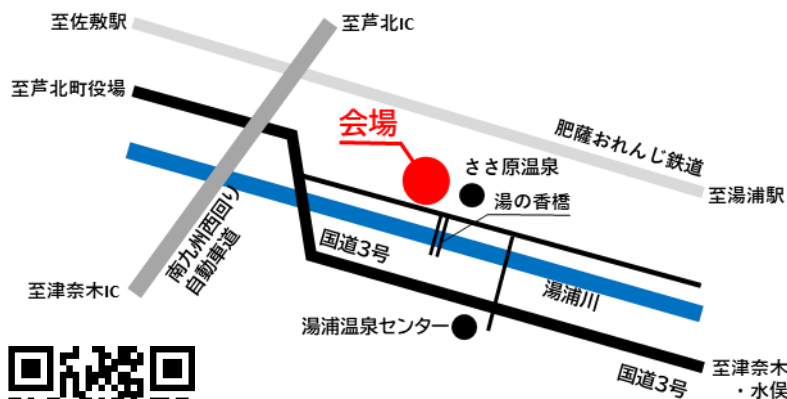 至佐敷駅
至芦北IC
至芦北町役場
会場
肥薩おれんじ鉄道
ささ原温泉
至湯浦駅
湯の香橋
南九州西回り
自動車道
国道3号
至津奈木IC
湯浦川
湯浦温泉センター
国道3号
至津奈木
・水俣